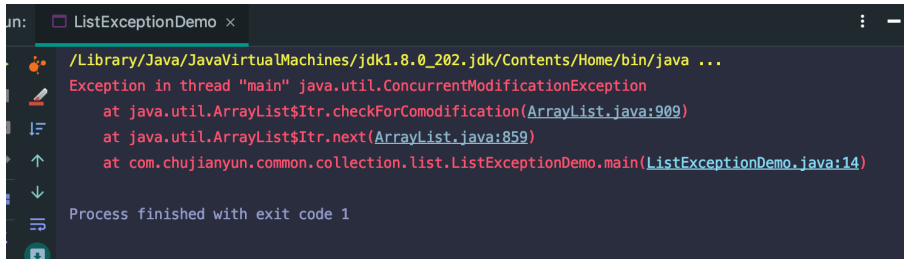 un: ListExceptionDemo ×
/Library/Java/JavaVirtualMachines/jdk1.8.0_202.jdk/Contents/Home/bin/java ...
Exception in thread "main" java.util.ConcurrentModificationException
at java.util.ArrayList$Itr.checkForComodification(ArrayList.java:909)
at java.util.ArrayList$Itr.next(ArrayList.java:859)
at com.chujianyun.common.collection.list.ListExceptionDemo.main(ListExceptionDemo.java:14)
Process finished with exit code 1